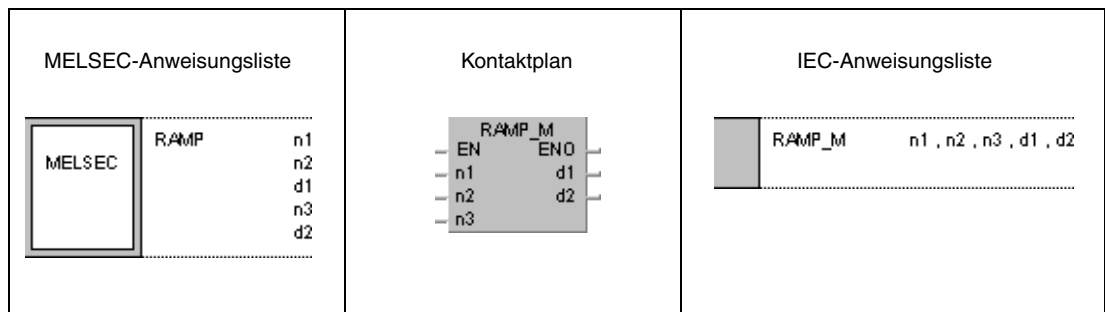 MELSEC-Anweisungsliste
MELSEC
RAMP n1
n2
d1
n3
d2
Kontaktplan
RAMP_M
EN ENO
n1 d1
n2 d2
n3
IEC-Anweisungsliste
RAMP_M n1 , n2 , n3 , d1 , d2